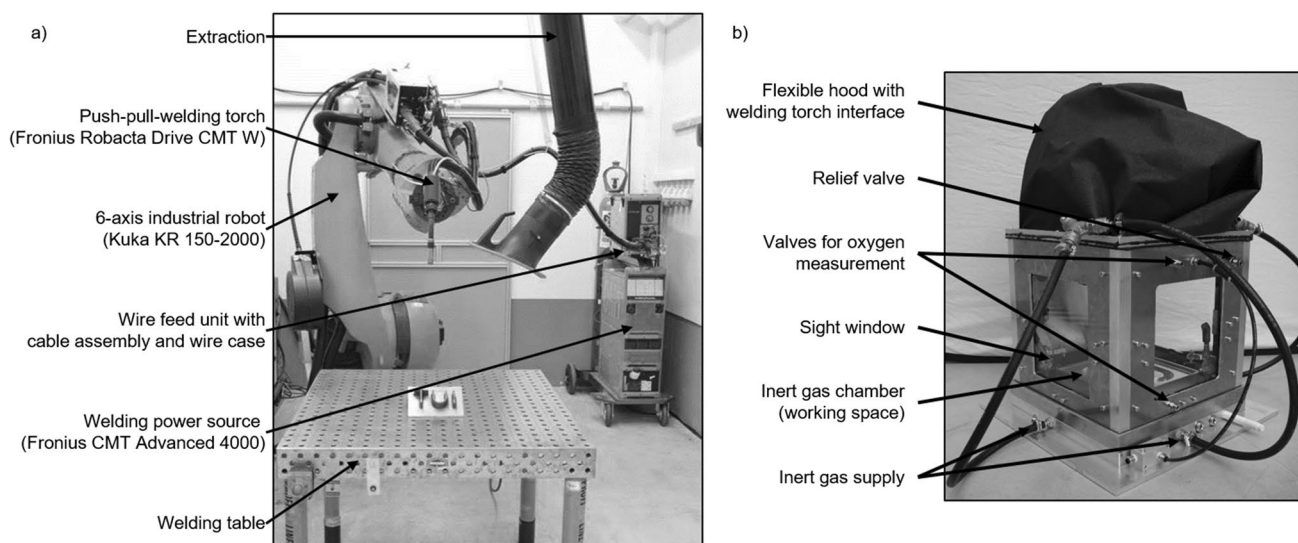 a)
Extraction
Push-pull-welding torch
(Fronius Robacta Drive CMT W)
6-axis industrial robot
(Kuka KR 150-2000)
Wire feed unit with
cable assembly and wire case
Welding power source
(Fronius CMT Advanced 4000)
Welding table
b)
Flexible hood with
welding torch interface
Relief valve
Valves for oxygen
measurement
Sight window
Inert gas chamber
(working space)
Inert gas supply